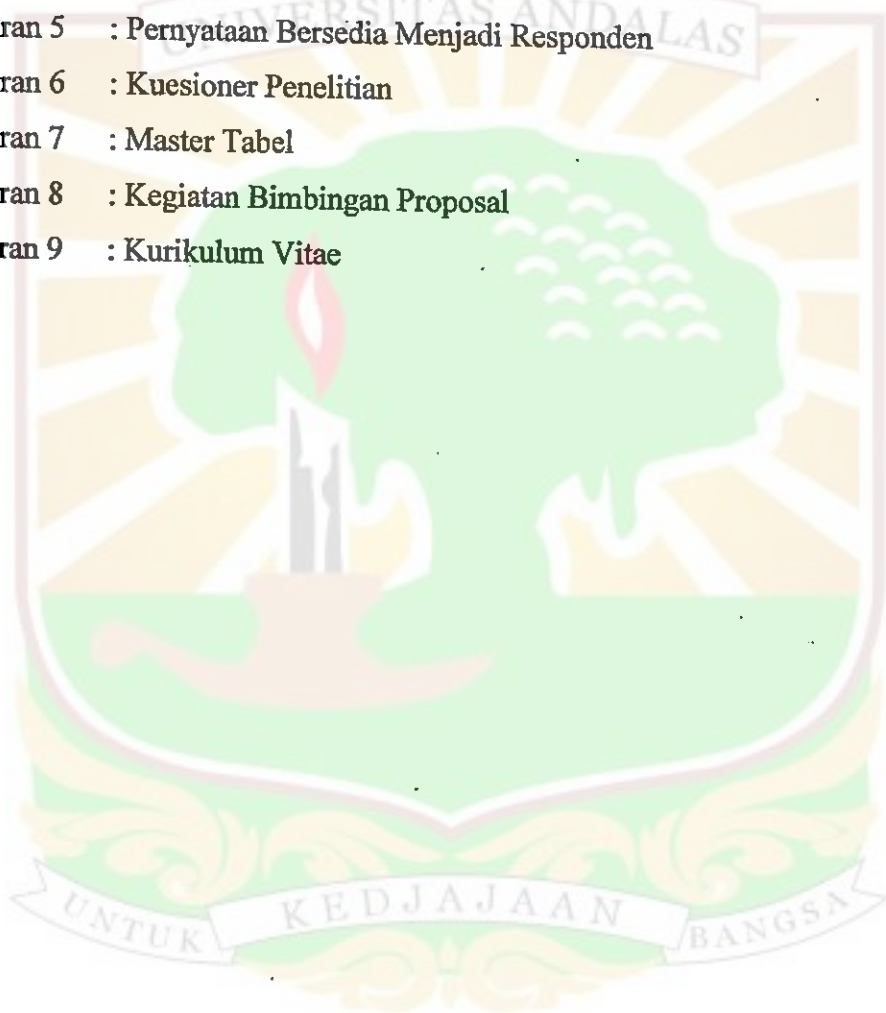 UNIVERSITAS ANDALAS
ran 5 : Pernyataan Bersedia Menjadi Responden
ran 6 : Kuesioner Penelitian
ran 7 : Master Tabel
ran 8 : Kegiatan Bimbingan Proposal
ran 9 : Kurikulum Vitae
UNTUK KEDJAJAAN BANGSA